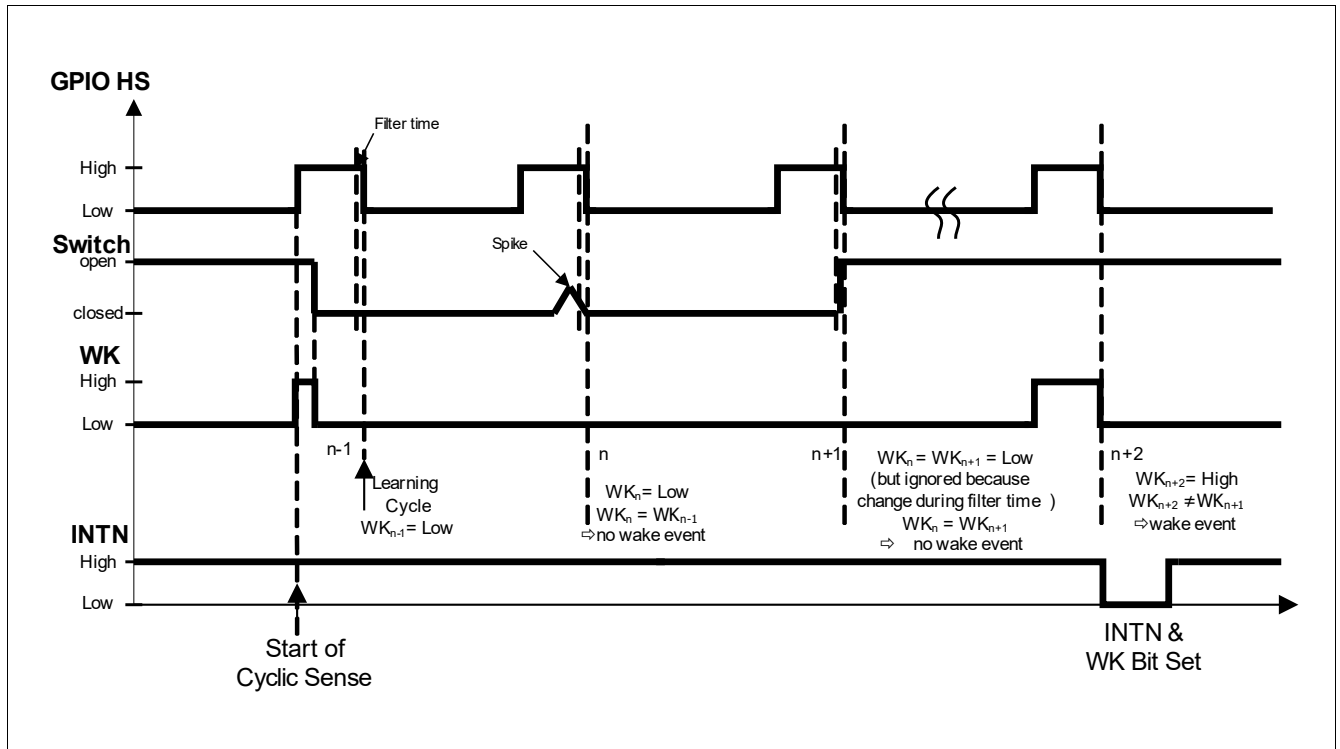 GPIO HS
Filter time
High
Low
Switch
open
Spike
closed
WK
High
Low
n-1
n
n+1
n+2
Learning
Cycle
WKn-1= Low
WKn= Low
WKn = WKn-1
⇨no wake event
WKn = WKn+1 = Low
(but ignored because
change during filter time )
WKn = WKn+1
⇨ no wake event
WKn+2= High
WKn+2 ≠WKn+1
⇨wake event
INTN
High
Low
Start of
Cyclic Sense
INTN &
WK Bit Set